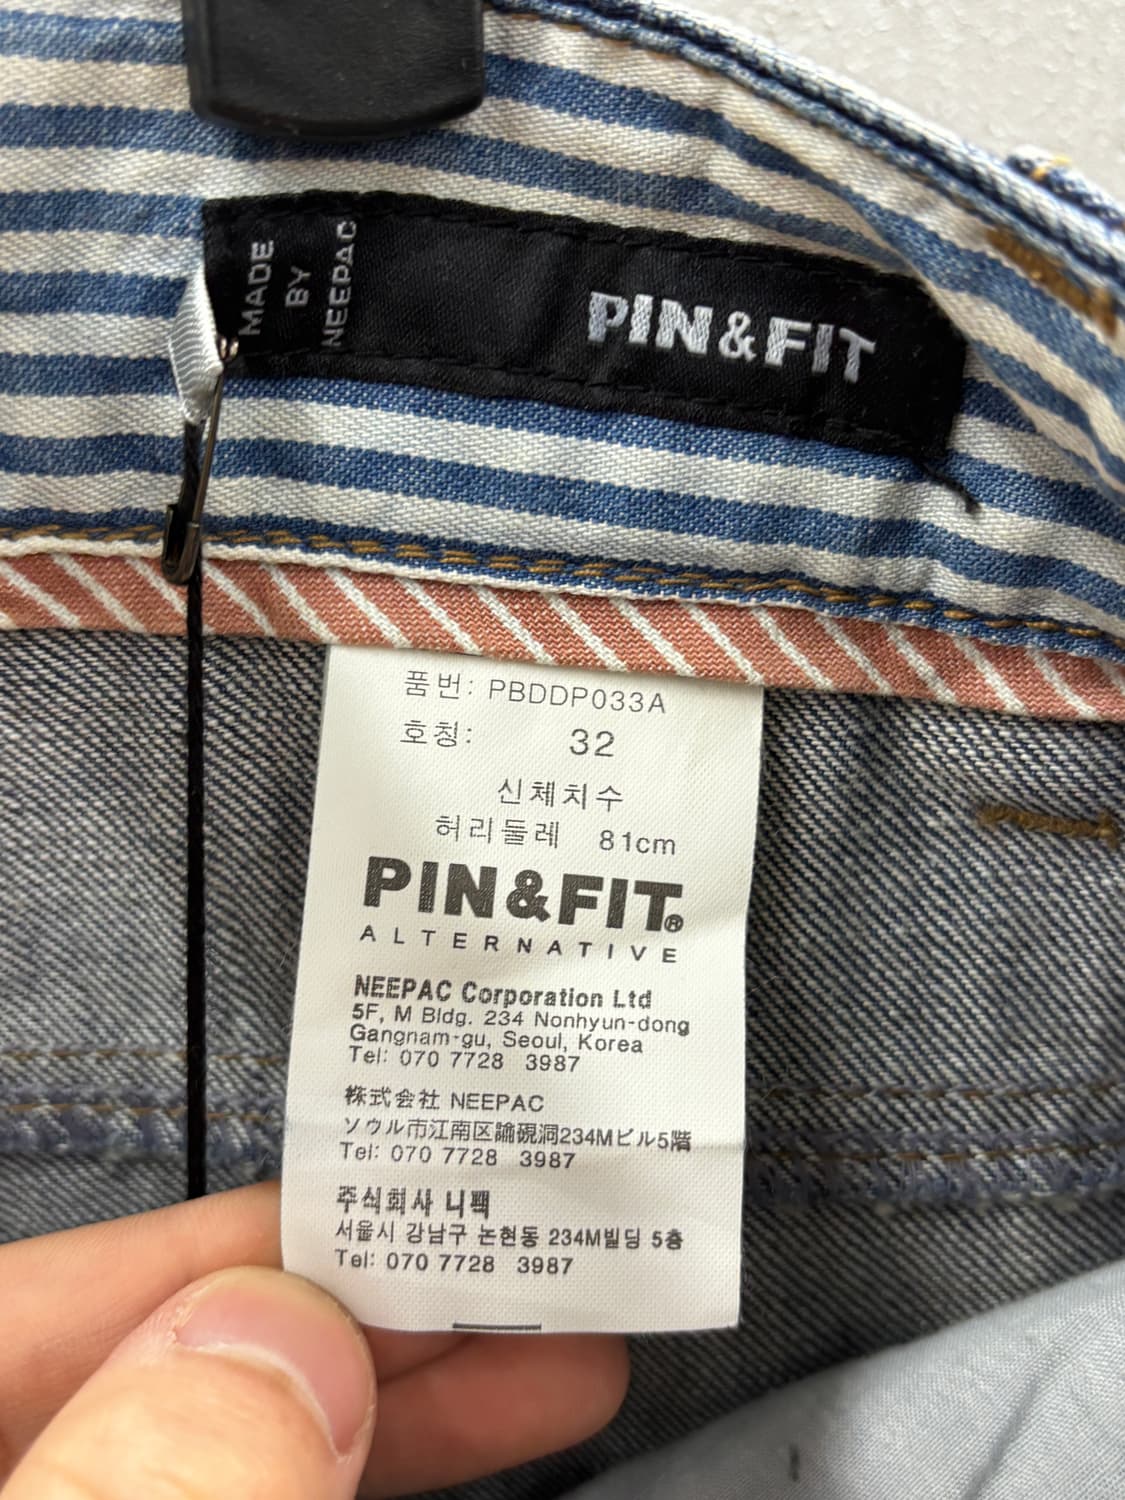 MADE
BY
NEEPAC
PIN&FIT
품번: PBDDP033A
호칭: 32
신체치수
허리둘레 81cm
PIN&FIT®
ALTERNATIVE
NEEPAC Corporation Ltd
5F, M Bldg. 234 Nonhyun-dong
Gangnam-gu, Seoul, Korea
Tel: 070 7728 3987
株式会社 NEEPAC
ソウル市江南区論硯洞234Mビル5階
Tel: 070 7728 3987
주식회사 니팩
서울시 강남구 논현동 234M빌딩 5층
Tel: 070 7728 3987